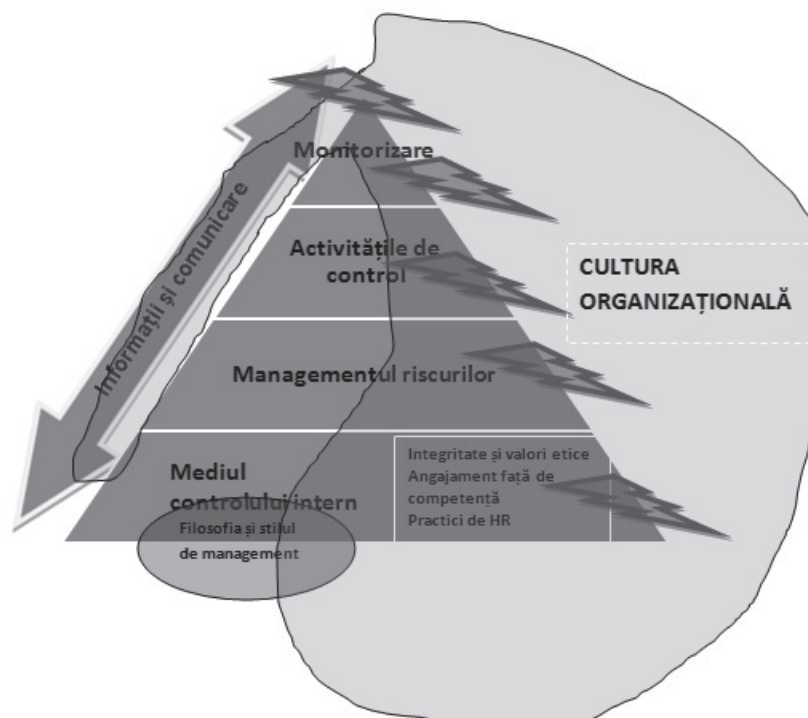 Monitorizare
Informații și comunicare
Activitățile de
control
CULTURA
ORGANIZAȚIONALĂ
Managementul riscurilor
Mediul
controlului intern
Filosofia și stilul
de management
Integritate și valori etice
Angajament față de
competență
Practici de HR